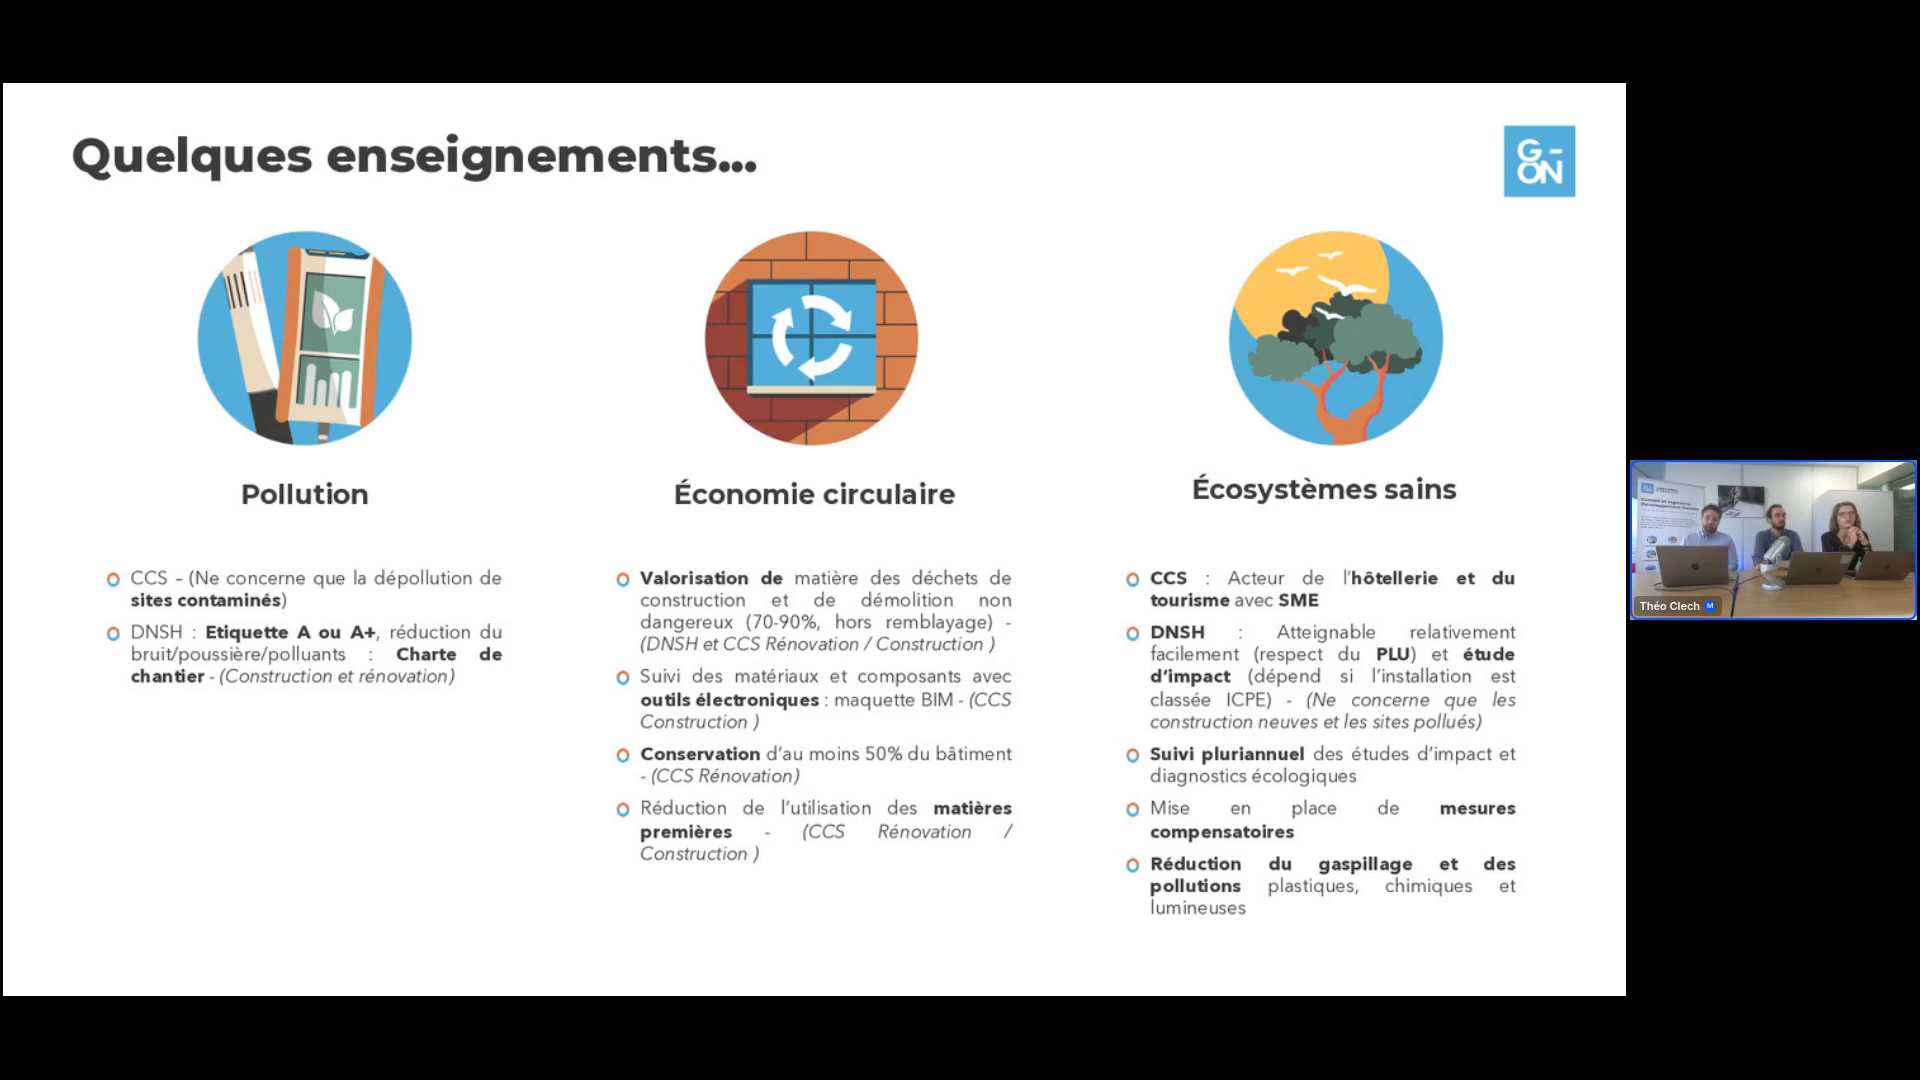 Quelques enseignements...
G-
ON
Pollution
CCS - (Ne concerne que la dépollution de
sites contaminés)
DNSH : Etiquette A ou A+, réduction du
bruit/poussière/polluants : Charte de
chantier - (Construction et rénovation)
Économie circulaire
Valorisation de matière des déchets de
construction et de démolition non
dangereux (70-90%, hors remblayage) -
(DNSH et CCS Rénovation / Construction )
Suivi des matériaux et composants avec
outils électroniques : maquette BIM - (CCS
Construction )
Conservation d'au moins 50% du bâtiment
- (CCS Rénovation)
Réduction de l'utilisation des matières
premières - (CCS Rénovation /
Construction )
Écosystèmes sains
CCS : Acteur de l'hôtellerie et du
tourisme avec SME
DNSH : Atteignable relativement
facilement (respect du PLU) et étude
d'impact (dépend si l'installation est
classée ICPE) - (Ne concerne que les
construction neuves et les sites pollués)
Suivi pluriannuel des études d'impact et
diagnostics écologiques
Mise en place de mesures
compensatoires
Réduction du gaspillage et des
pollutions plastiques, chimiques et
lumineuses
Théo Clech M